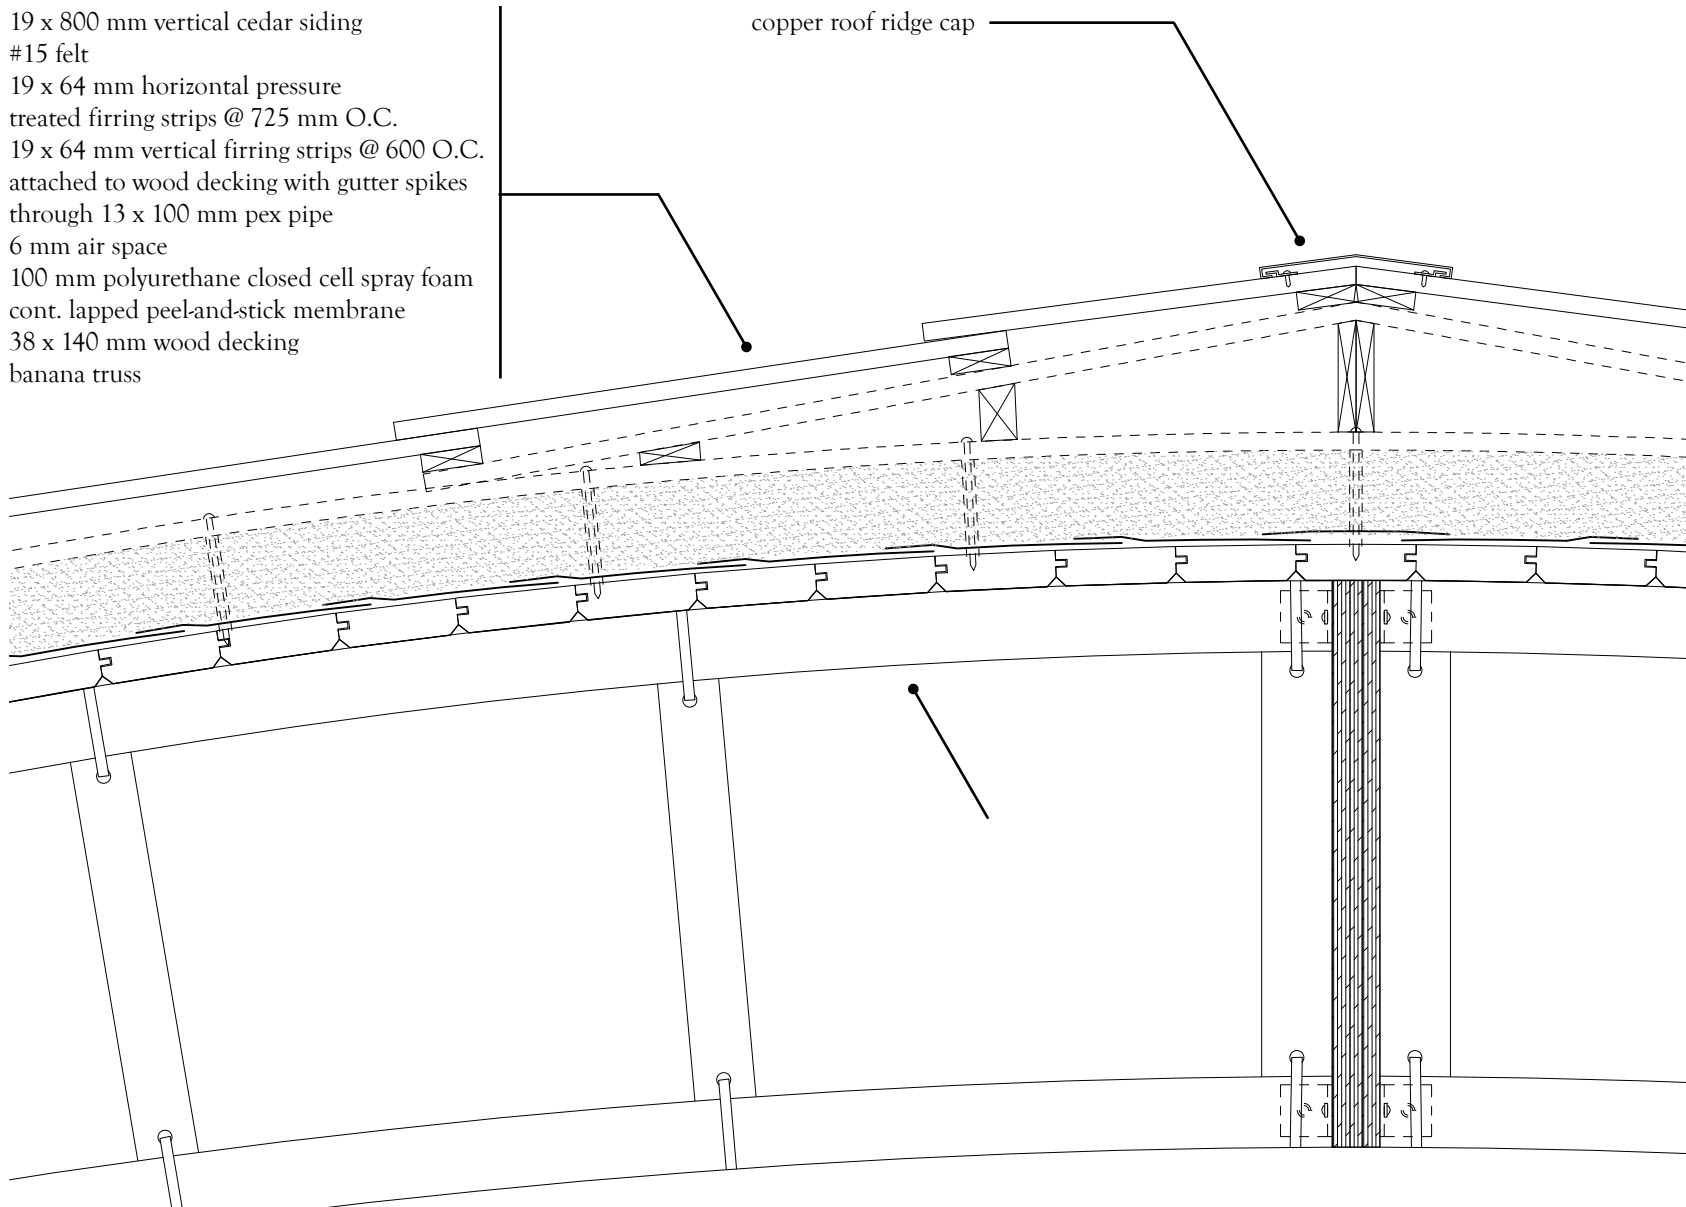 19 x 800 mm vertical cedar siding
#15 felt
19 x 64 mm horizontal pressure
treated firring strips @ 725 mm O.C.
19 x 64 mm vertical firring strips @ 600 O.C.
attached to wood decking with gutter spikes
through 13 x 100 mm pex pipe
6 mm air space
100 mm polyurethane closed cell spray foam
cont. lapped peel-and-stick membrane
38 x 140 mm wood decking
banana truss
copper roof ridge cap